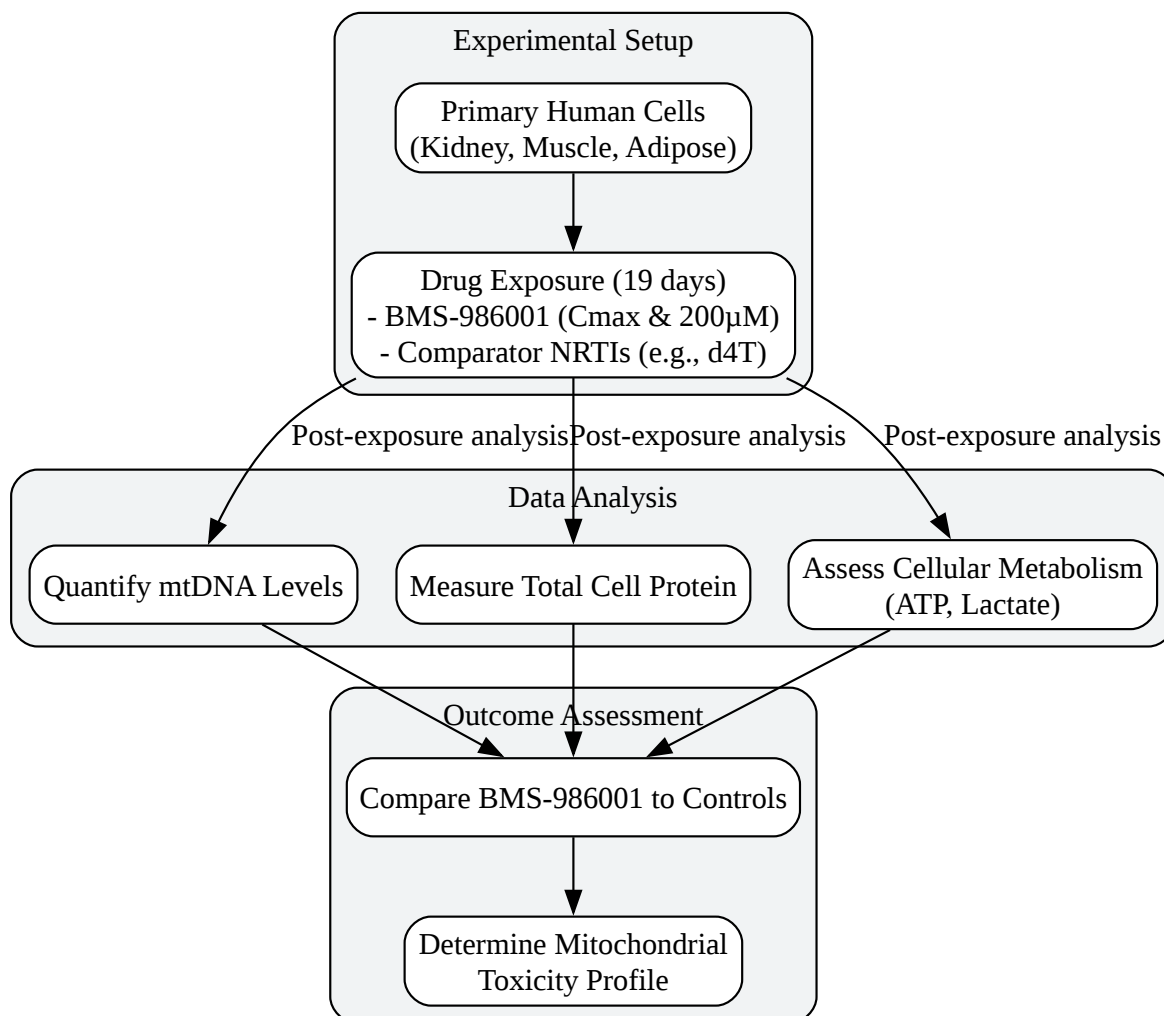 Experimental Setup
Primary Human Cells
(Kidney, Muscle, Adipose)
Drug Exposure (19 days)
- BMS-986001 (Cmax & 200µM)
- Comparator NRTIs (e.g., d4T)
Post-exposure analysis
Post-exposure analysis
Post-exposure analysis
Data Analysis
Quantify mtDNA Levels
Measure Total Cell Protein
Assess Cellular Metabolism
(ATP, Lactate)
Outcome Assessment
Compare BMS-986001 to Controls
Determine Mitochondrial
Toxicity Profile